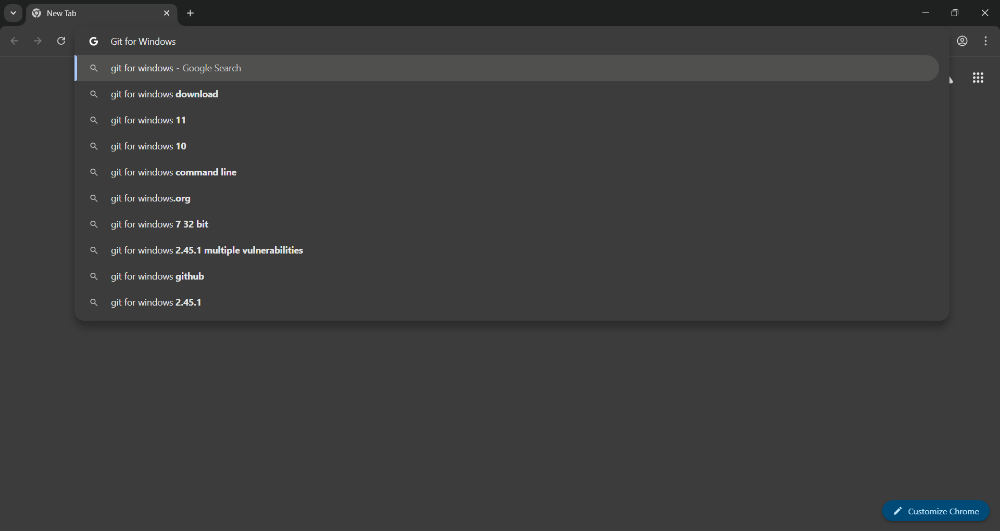 New Tab
Git for Windows
git for windows - Google Search
git for windows download
git for windows 11
git for windows 10
git for windows command line
git for windows.org
git for windows 7 32 bit
git for windows 2.45.1 multiple vulnerabilities
git for windows github
git for windows 2.45.1
Customize Chrome